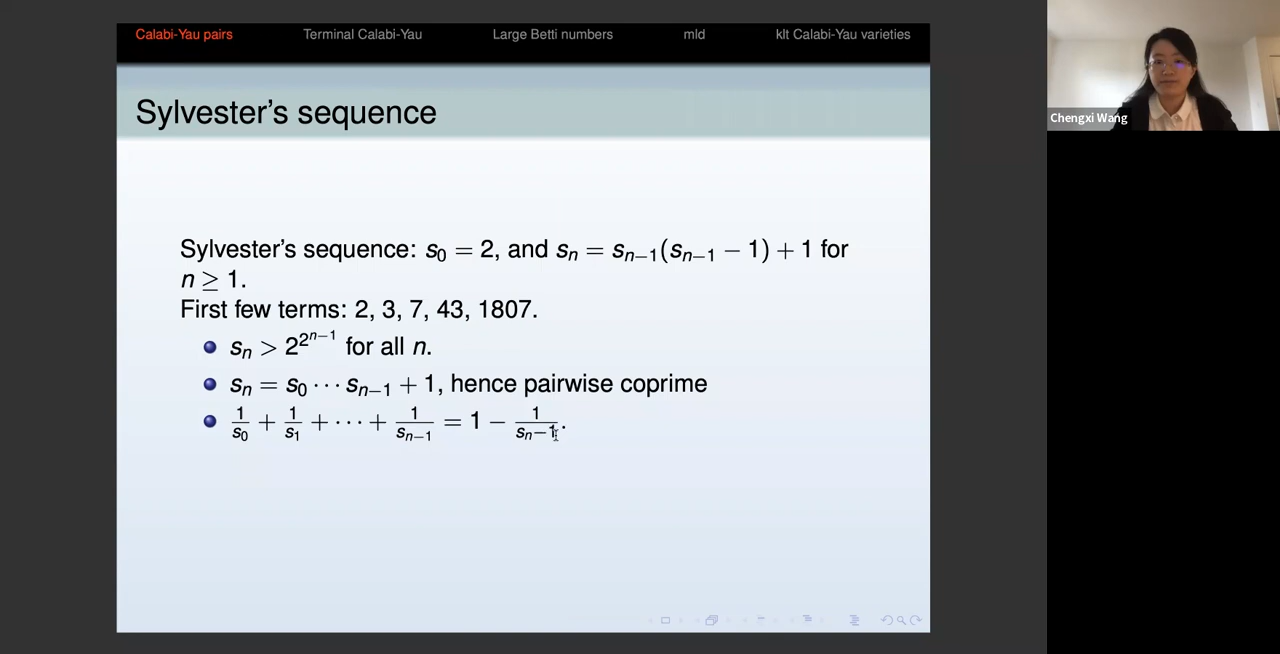 Calabi-Yau pairs Terminal Calabi-Yau Large Betti numbers mld klt Calabi-Yau varieties
Sylvester's sequence
Chengxi Wang
Sylvester's sequence: s₀ = 2, and sₙ = sₙ₋₁(sₙ₋₁ − 1) + 1 for
n ≥ 1.
First few terms: 2, 3, 7, 43, 1807.
sₙ > 2^{2^{n−1}} for all n.
sₙ = s₀ ⋯ sₙ₋₁ + 1, hence pairwise coprime
1/s₀ + 1/s₁ + ⋯ + 1/sₙ₋₁ = 1 − 1/(sₙ−1).